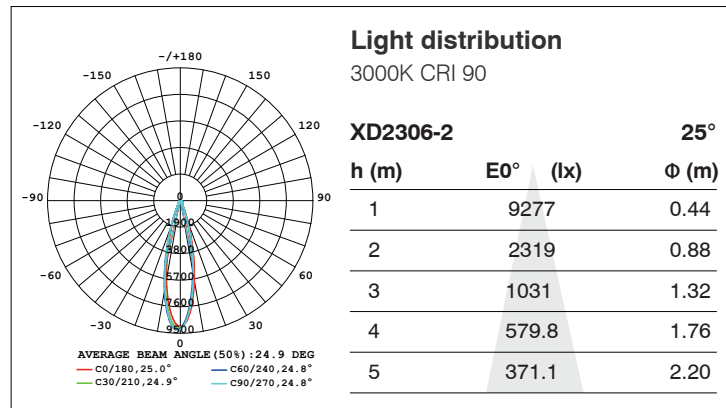 -/+180
-150
150
-120
120
-90
90
-60
60
-30
30
0
0
1900
3800
5700
7600
9500
AVERAGE BEAM ANGLE(50%):24.9 DEG
C0/180,25.0°
C60/240,24.8°
C30/210,24.9°
C90/270,24.8°
Light distribution
3000K CRI 90
XD2306-2 25°
h (m) E0° (lx) Φ (m)
1 9277 0.44
2 2319 0.88
3 1031 1.32
4 579.8 1.76
5 371.1 2.20